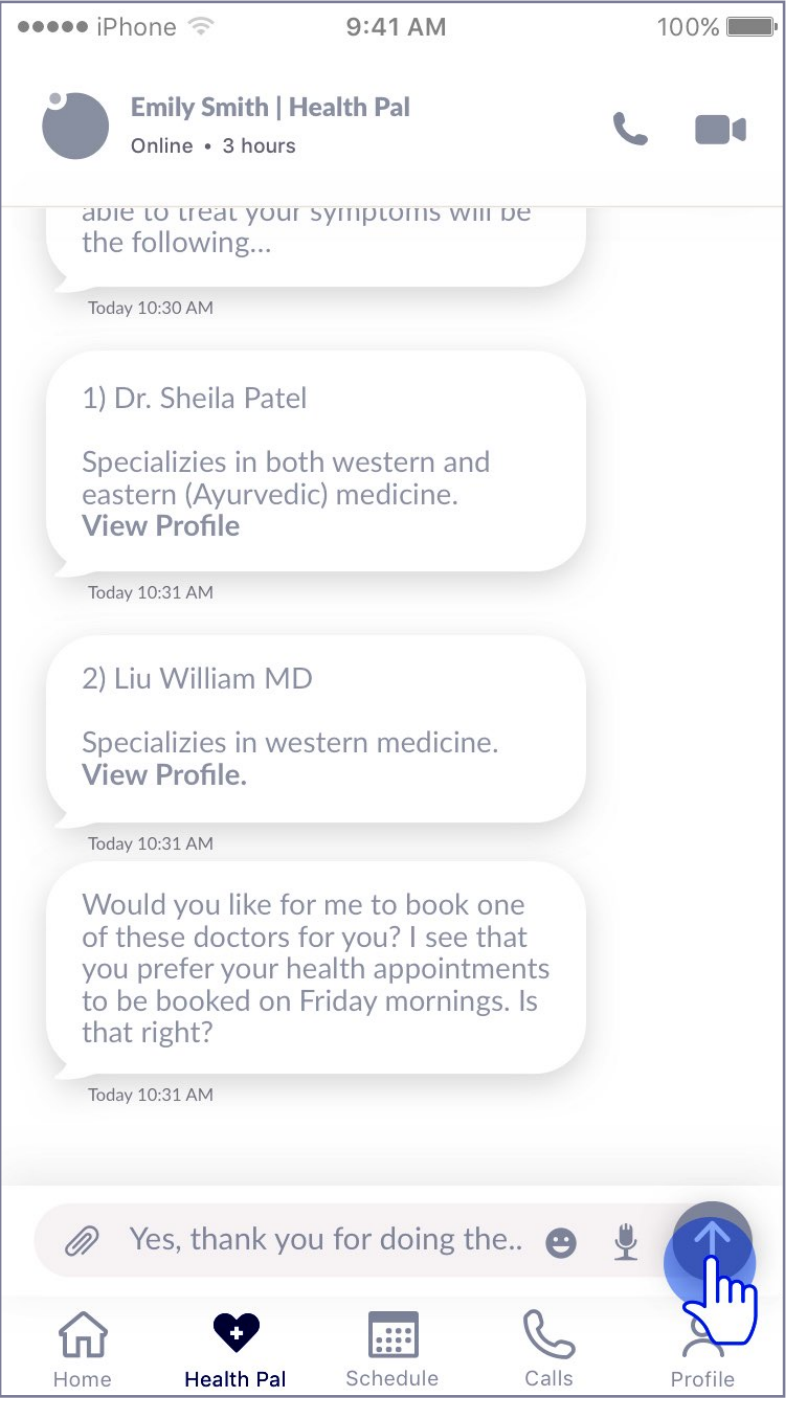 iPhone 9:41 AM 100%
Emily Smith | Health Pal
Online • 3 hours
able to treat your symptoms will be
the following...
Today 10:30 AM
1) Dr. Sheila Patel
Specializies in both western and
eastern (Ayurvedic) medicine.
View Profile
Today 10:31 AM
2) Liu William MD
Specializies in western medicine.
View Profile.
Today 10:31 AM
Would you like for me to book one
of these doctors for you? I see that
you prefer your health appointments
to be booked on Friday mornings. Is
that right?
Today 10:31 AM
Yes, thank you for doing the..
Home Health Pal Schedule Calls Profile